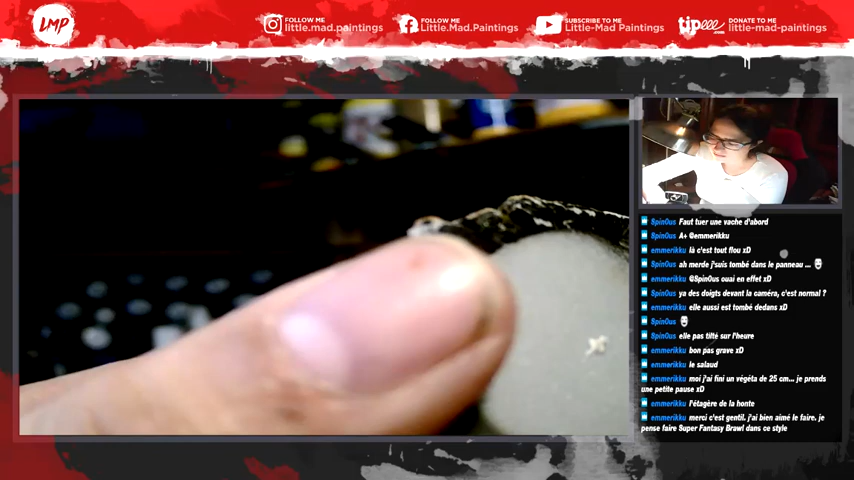 LMP
FOLLOW ME
little.mad.paintings
FOLLOW ME
Little.Mad.Paintings
SUBSCRIBE TO ME
Little-Mad Paintings
tipeee.com
DONATE TO ME
little-mad-paintings
Spin0us Faut tuer une vache d'abord
Spin0us A+ @emmerikku
emmerikku là c'est tout flou xD
Spin0us ah merde j'suis tombé dans le panneau ...
emmerikku @Spin0us ouai en effet xD
Spin0us ya des doigts devant la caméra, c'est normal ?
emmerikku elle aussi est tombé dedans xD
Spin0us
Spin0us elle pas tilté sur l'heure
emmerikku bon pas grave xD
emmerikku le salaud
emmerikku moi j'ai fini un végéta de 25 cm... je prends
une petite pause xD
emmerikku l'étagère de la honte
emmerikku merci c'est gentil. j'ai bien aimé le faire. je
pense faire Super Fantasy Brawl dans ce style